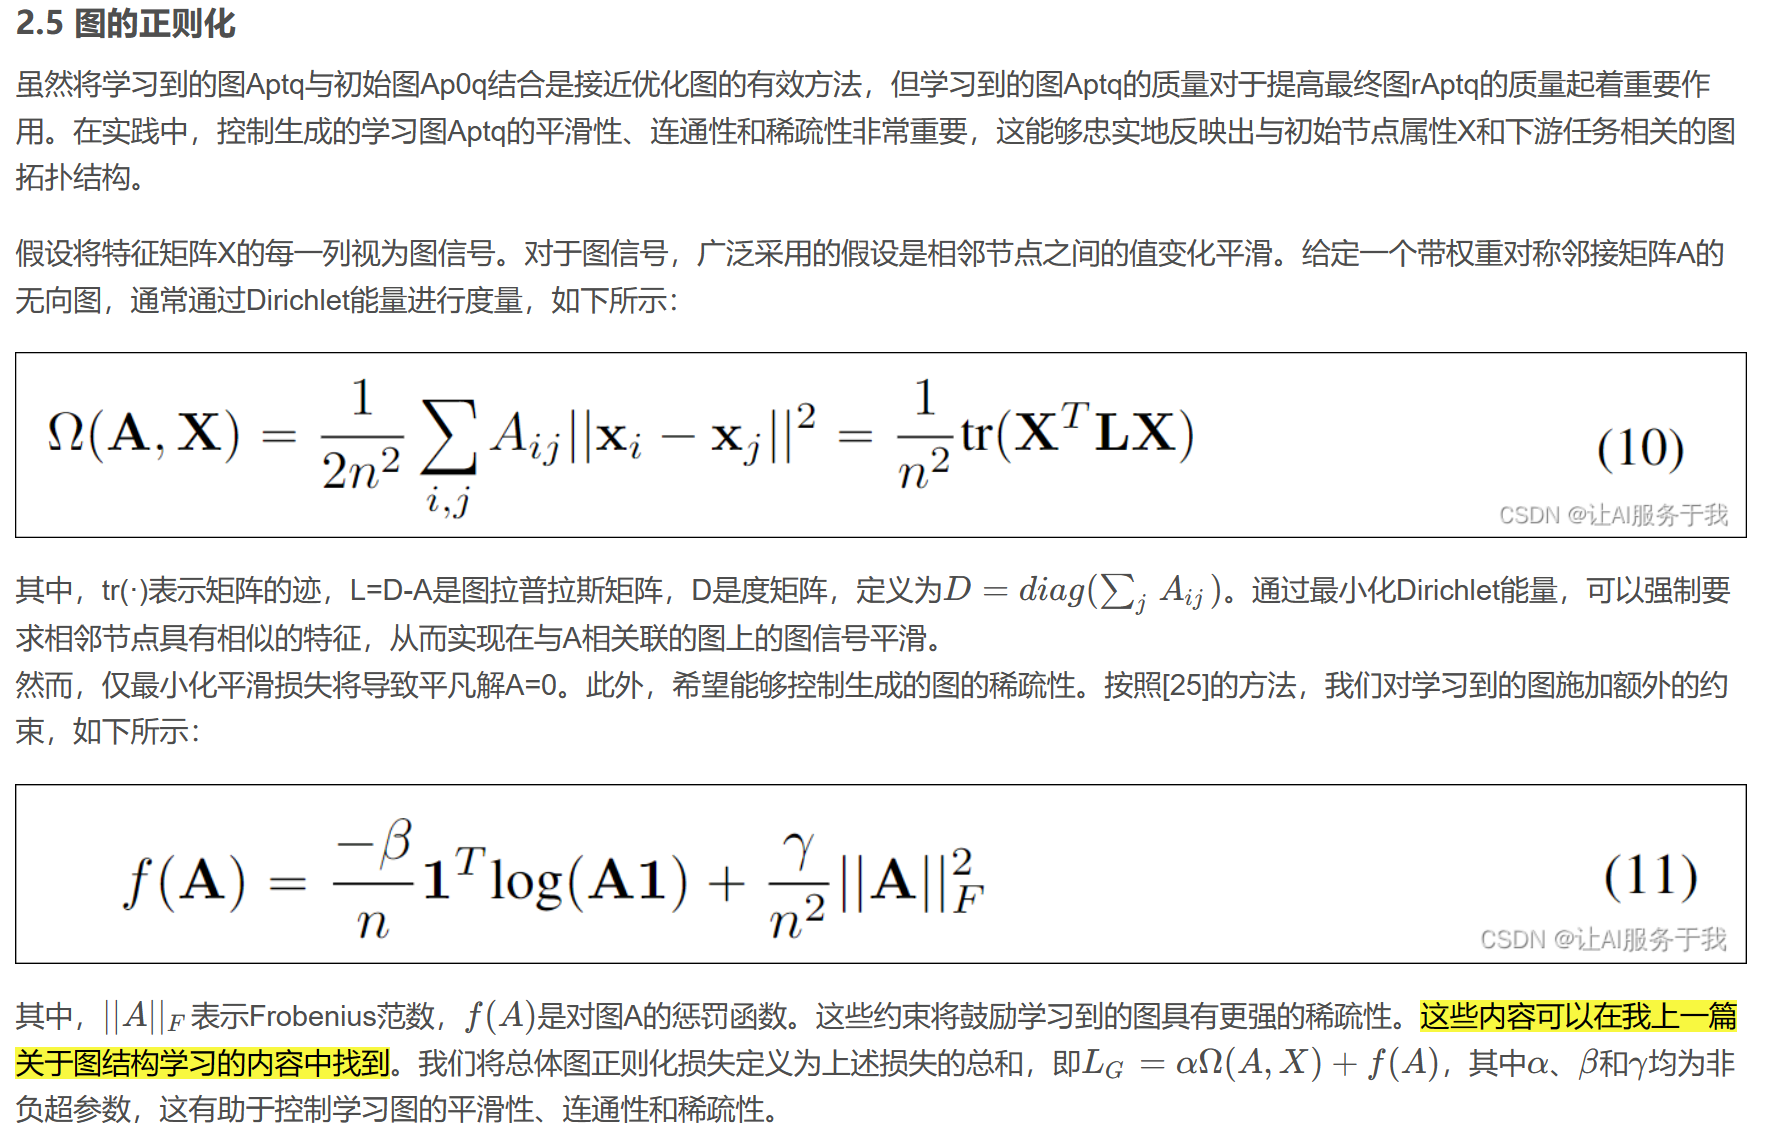 2.5 图的正则化
虽然将学习到的图Aptq与初始图Ap0q结合是接近优化图的有效方法，但学习到的图Aptq的质量对于提高最终图rAptq的质量起着重要作
用。在实践中，控制生成的学习图Aptq的平滑性、连通性和稀疏性非常重要，这能够忠实地反映出与初始节点属性X和下游任务相关的图
拓扑结构。
假设将特征矩阵X的每一列视为图信号。对于图信号，广泛采用的假设是相邻节点之间的值变化平滑。给定一个带权重对称邻接矩阵A的
无向图，通常通过Dirichlet能量进行度量，如下所示：
Ω(A, X) = \frac{1}{2n^2} \sum_{i,j} A_{ij}||x_i − x_j||^2 = \frac{1}{n^2} tr(X^T LX) (10)
CSDN @让AI服务于我
其中，tr(·)表示矩阵的迹，L=D-A是图拉普拉斯矩阵，D是度矩阵，定义为D = diag(∑_j A_{ij})。通过最小化Dirichlet能量，可以强制要
求相邻节点具有相似的特征，从而实现在与A相关联的图上的图信号平滑。
然而，仅最小化平滑损失将导致平凡解A=0。此外，希望能够控制生成的图的稀疏性。按照[25]的方法，我们对学习到的图施加额外的约
束，如下所示：
f(A) = \frac{−β}{n} 1^T log(A1) + \frac{γ}{n^2} ||A||_F^2 (11)
CSDN @让AI服务于我
其中，||A||_F表示Frobenius范数，f(A)是对图A的惩罚函数。这些约束将鼓励学习到的图具有更强的稀疏性。这些内容可以在我上一篇
关于图结构学习的内容中找到。我们将总体图正则化损失定义为上述损失的总和，即L_G = αΩ(A, X) + f(A)，其中α、β和γ均为非
负超参数，这有助于控制学习图的平滑性、连通性和稀疏性。